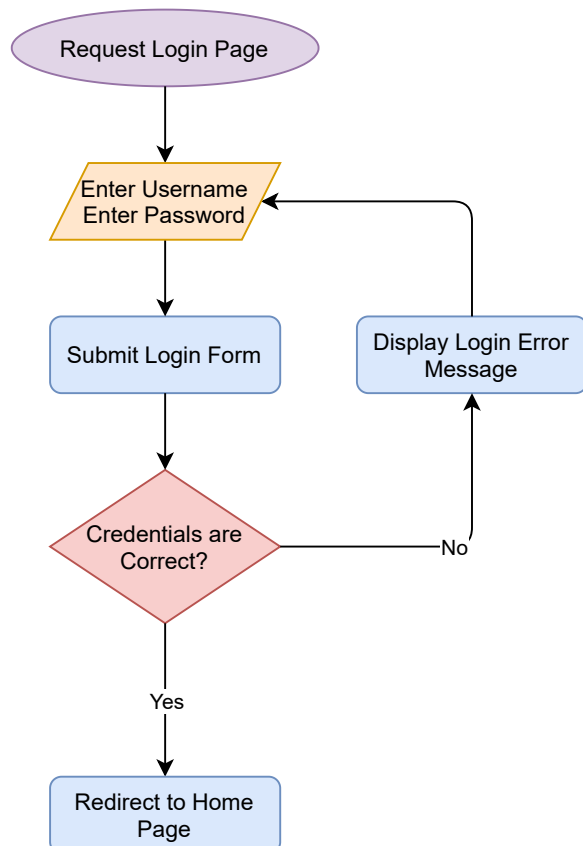 Request Login Page
Enter Username
Enter Password
Submit Login Form
Display Login Error
Message
Credentials are
Correct?
No
Yes
Redirect to Home
Page